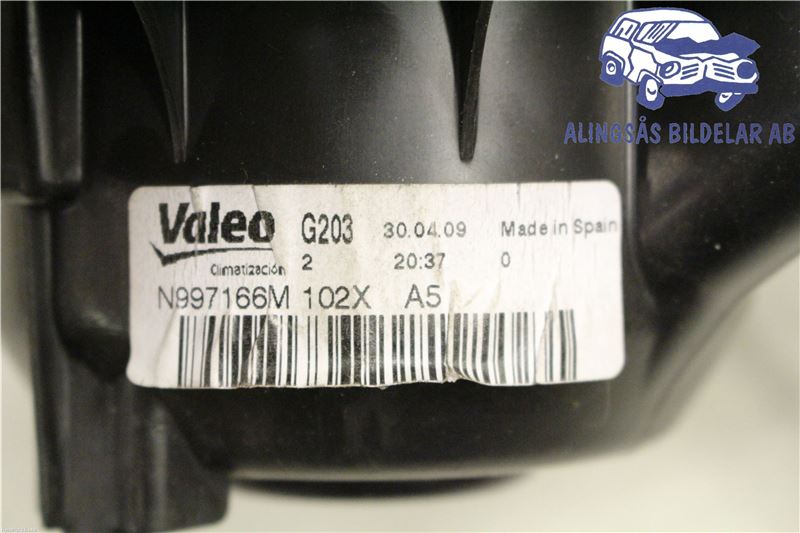 ALINGSÅS BILDELAR AB
Valeo G203 30.04.09 Made in Spain
Climatización 2 20:37 0
N997166M 102X A5